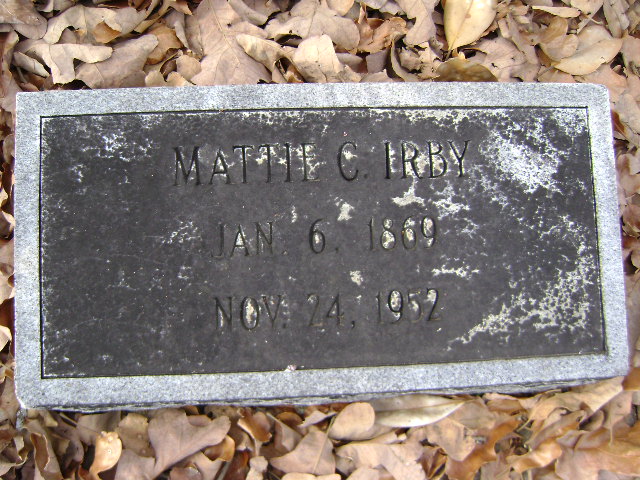 MATTIE C. IRBY
JAN. 6, 1869
NOV. 24, 1952